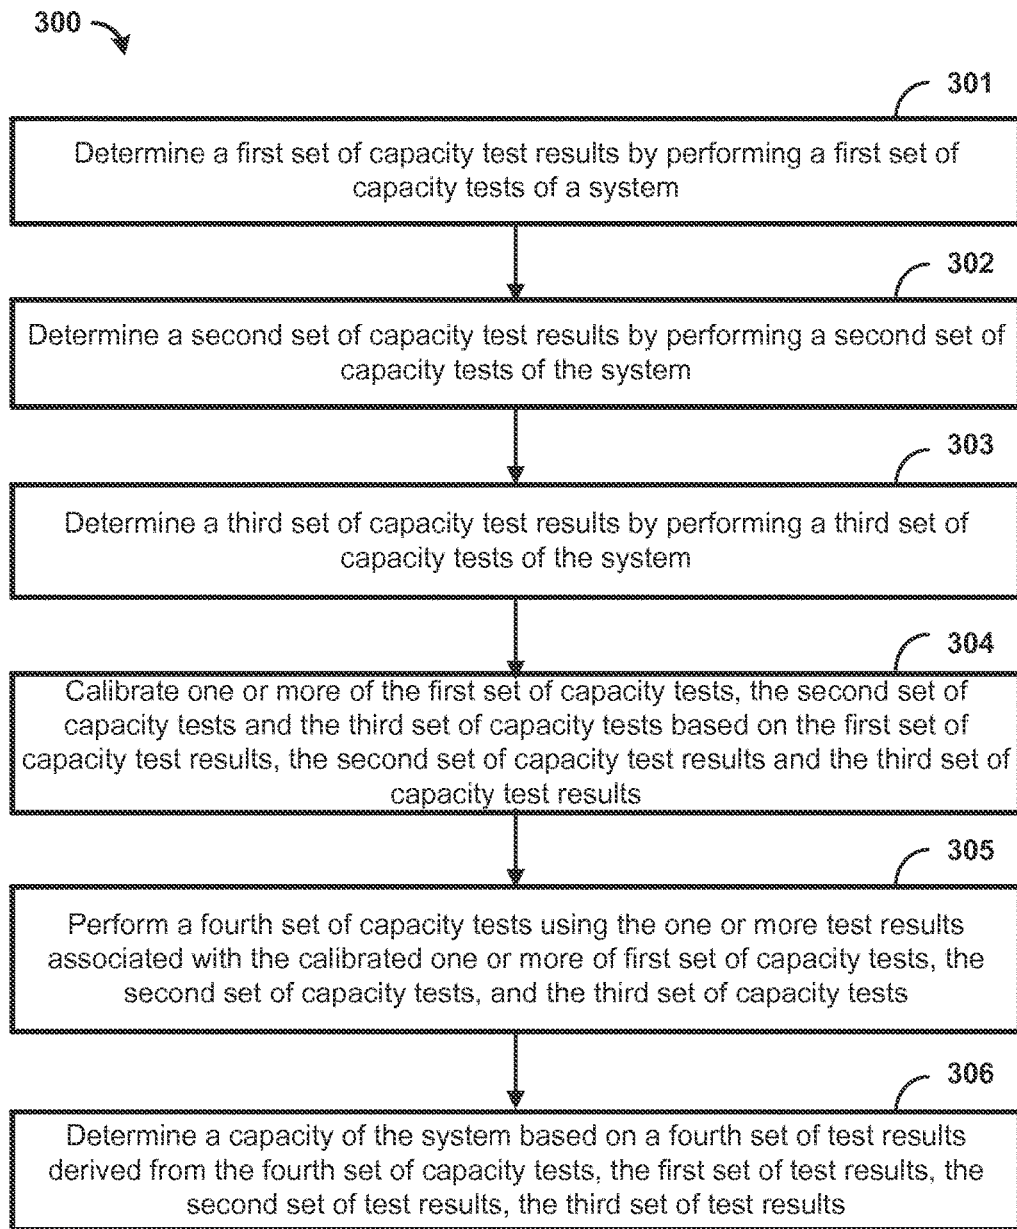 300
301
Determine a first set of capacity test results by performing a first set of
capacity tests of a system
302
Determine a second set of capacity test results by performing a second set of
capacity tests of the system
303
Determine a third set of capacity test results by performing a third set of
capacity tests of the system
304
Calibrate one or more of the first set of capacity tests, the second set of
capacity tests and the third set of capacity tests based on the first set of
capacity test results, the second set of capacity test results and the third set of
capacity test results
305
Perform a fourth set of capacity tests using the one or more test results
associated with the calibrated one or more of first set of capacity tests, the
second set of capacity tests, and the third set of capacity tests
306
Determine a capacity of the system based on a fourth set of test results
derived from the fourth set of capacity tests, the first set of test results, the
second set of test results, the third set of test results